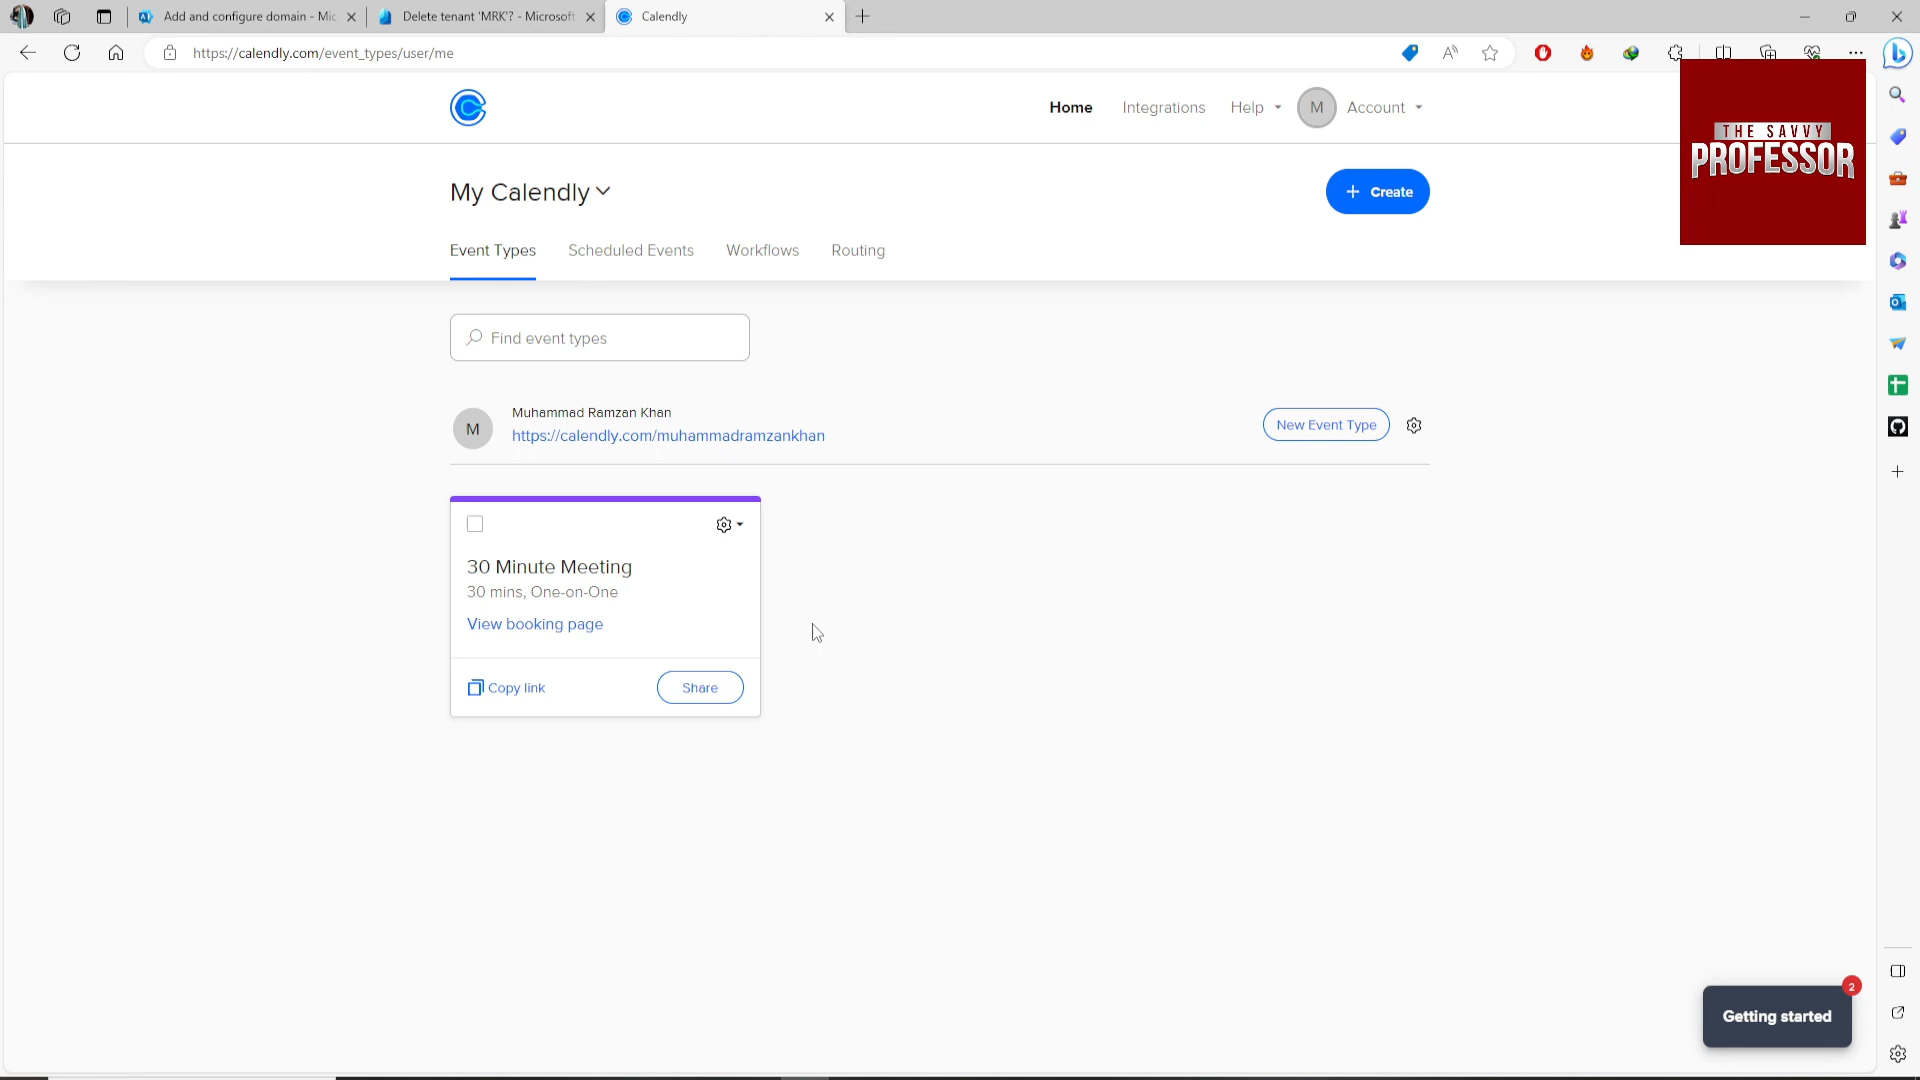 Add and configure domain - Mic
Delete tenant 'MRK'? - Microsoft
Calendly
https://calendly.com/event_types/user/me
Home
Integrations
Help
M
Account
THE SAVVY
PROFESSOR
My Calendly
+ Create
Event Types
Scheduled Events
Workflows
Routing
Find event types
M
Muhammad Ramzan Khan
https://calendly.com/muhammadramzankhan
New Event Type
30 Minute Meeting
30 mins, One-on-One
View booking page
Copy link
Share
2
Getting started